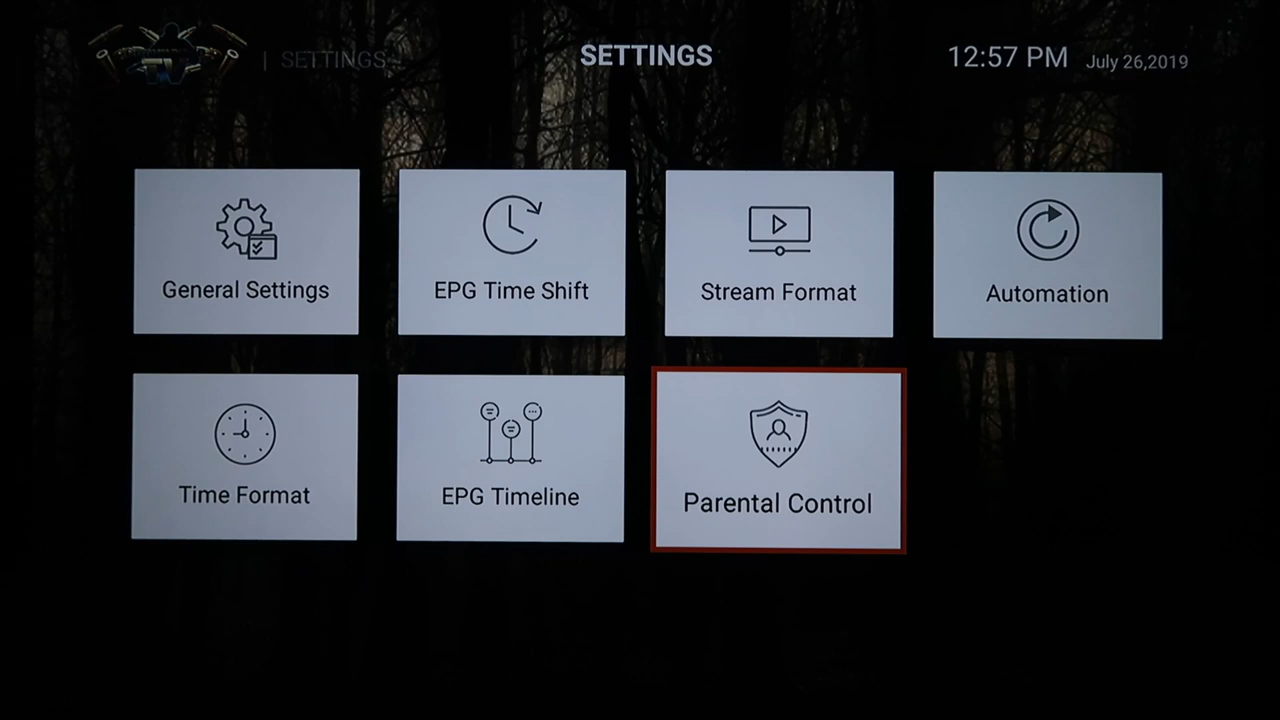 TV
| SETTINGS
SETTINGS
12:57 PM July 26,2019
General Settings
EPG Time Shift
Stream Format
Automation
Time Format
EPG Timeline
Parental Control